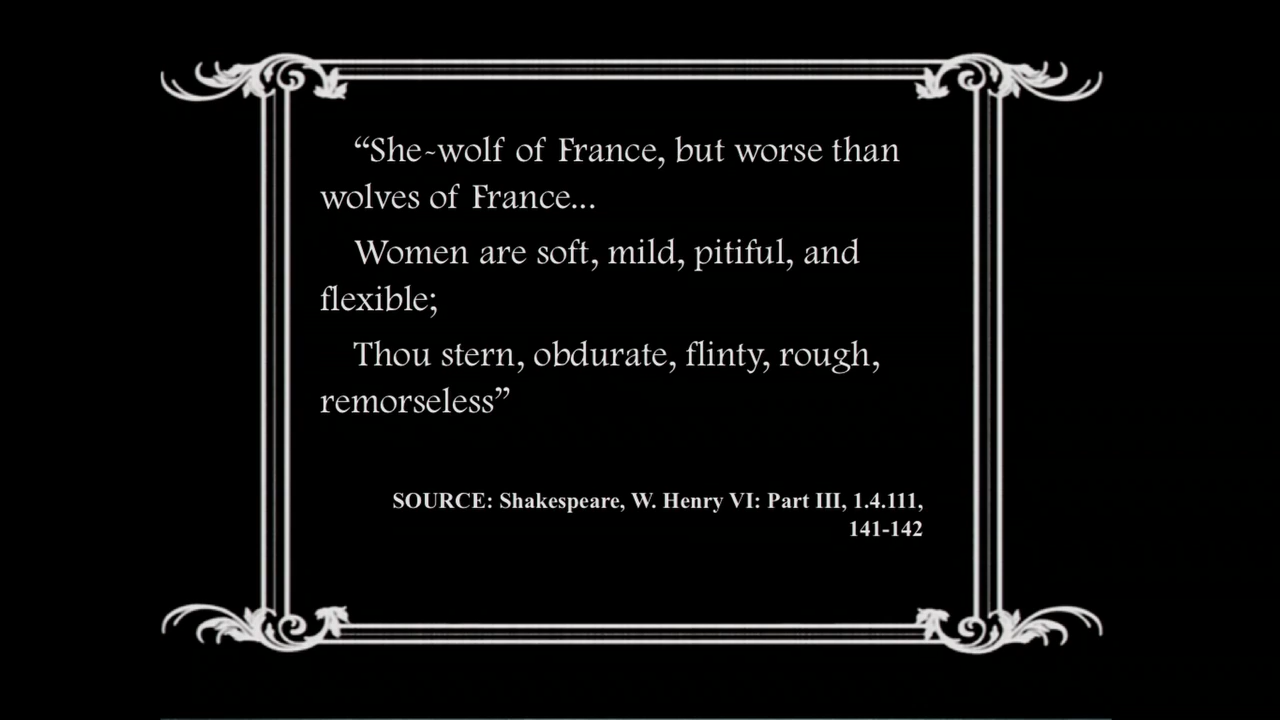 “She-wolf of France, but worse than
wolves of France...
Women are soft, mild, pitiful, and
flexible;
Thou stern, obdurate, flinty, rough,
remorseless”
SOURCE: Shakespeare, W. Henry VI: Part III, 1.4.111,
141-142